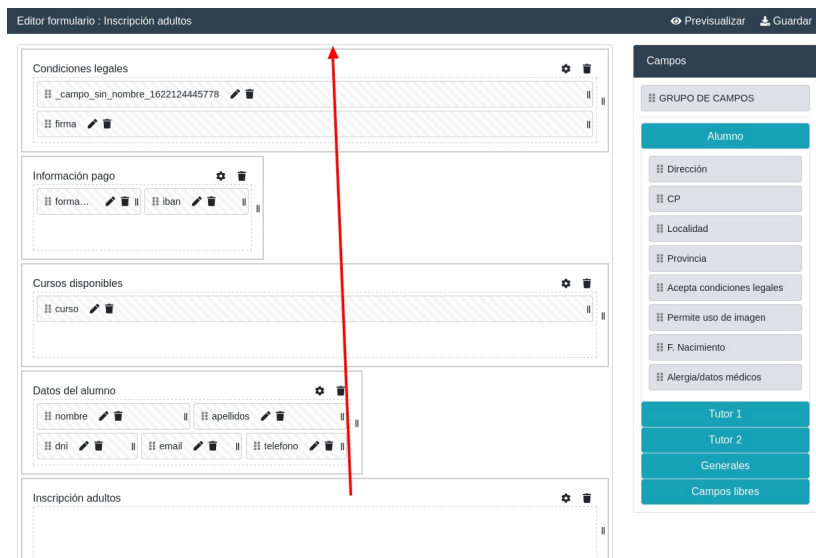 Editor formulario : Inscripción adultos
Previsualizar Guardar
Condiciones legales
_campo_sin_nombre_1622124445778
firma
Información pago
forma... iban
Cursos disponibles
curso
Datos del alumno
nombre apellidos
dni email telefono
Inscripción adultos
Campos
GRUPO DE CAMPOS
Alumno
Dirección
CP
Localidad
Provincia
Acepta condiciones legales
Permite uso de imagen
F. Nacimiento
Alergia/datos médicos
Tutor 1
Tutor 2
Generales
Campos libres